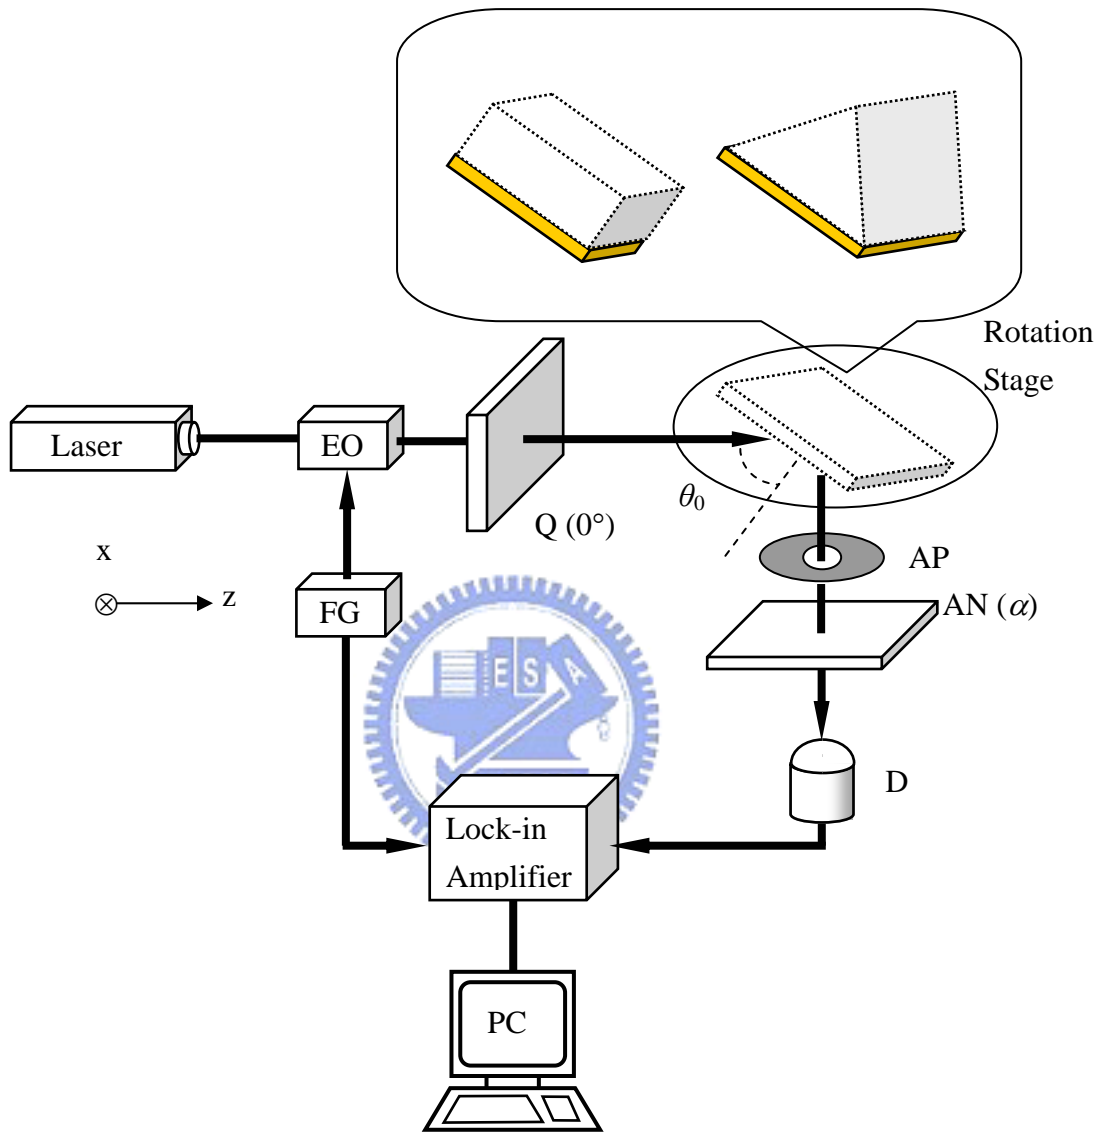 Rotation
Stage
Laser
EO
θ0
Q (0°)
AP
x
z
FG
AN (α)
E S A
D
Lock-in
Amplifier
PC